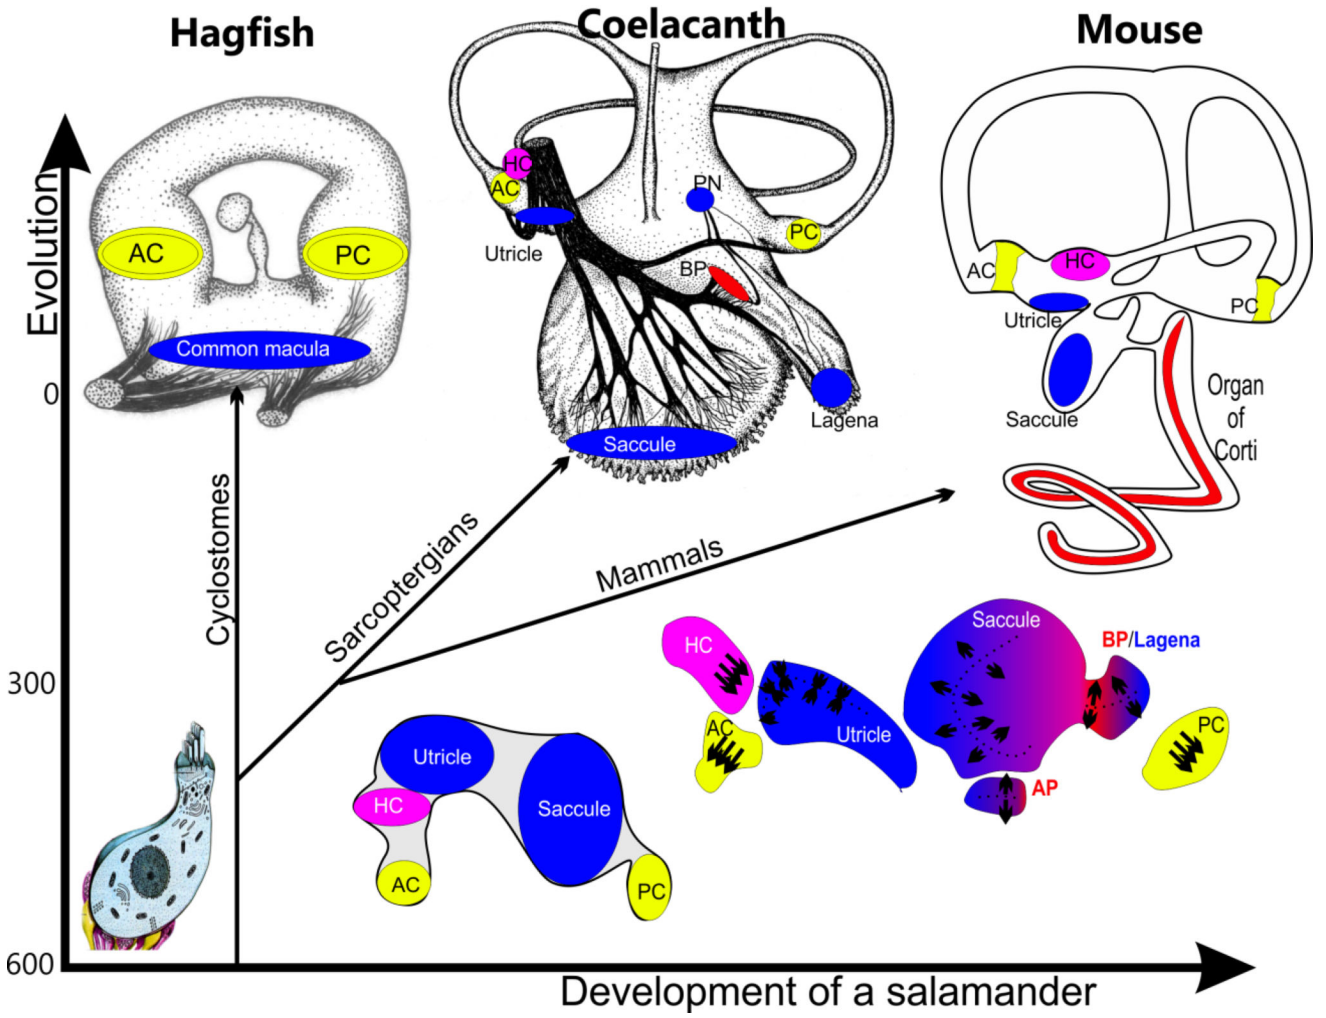 Hagfish
Coelacanth
Mouse
Evolution
0
300
600
AC
PC
Common macula
HC
AC
Utricle
PN
PC
BP
Lagena
Saccule
AC
HC
PC
Utricle
Saccule
Organ
of
Corti
Cyclostomes
Sarcoptergians
Mammals
Utricle
HC
Saccule
AC
PC
HC
AC
Utricle
Saccule
BP/Lagena
AP
PC
Development of a salamander